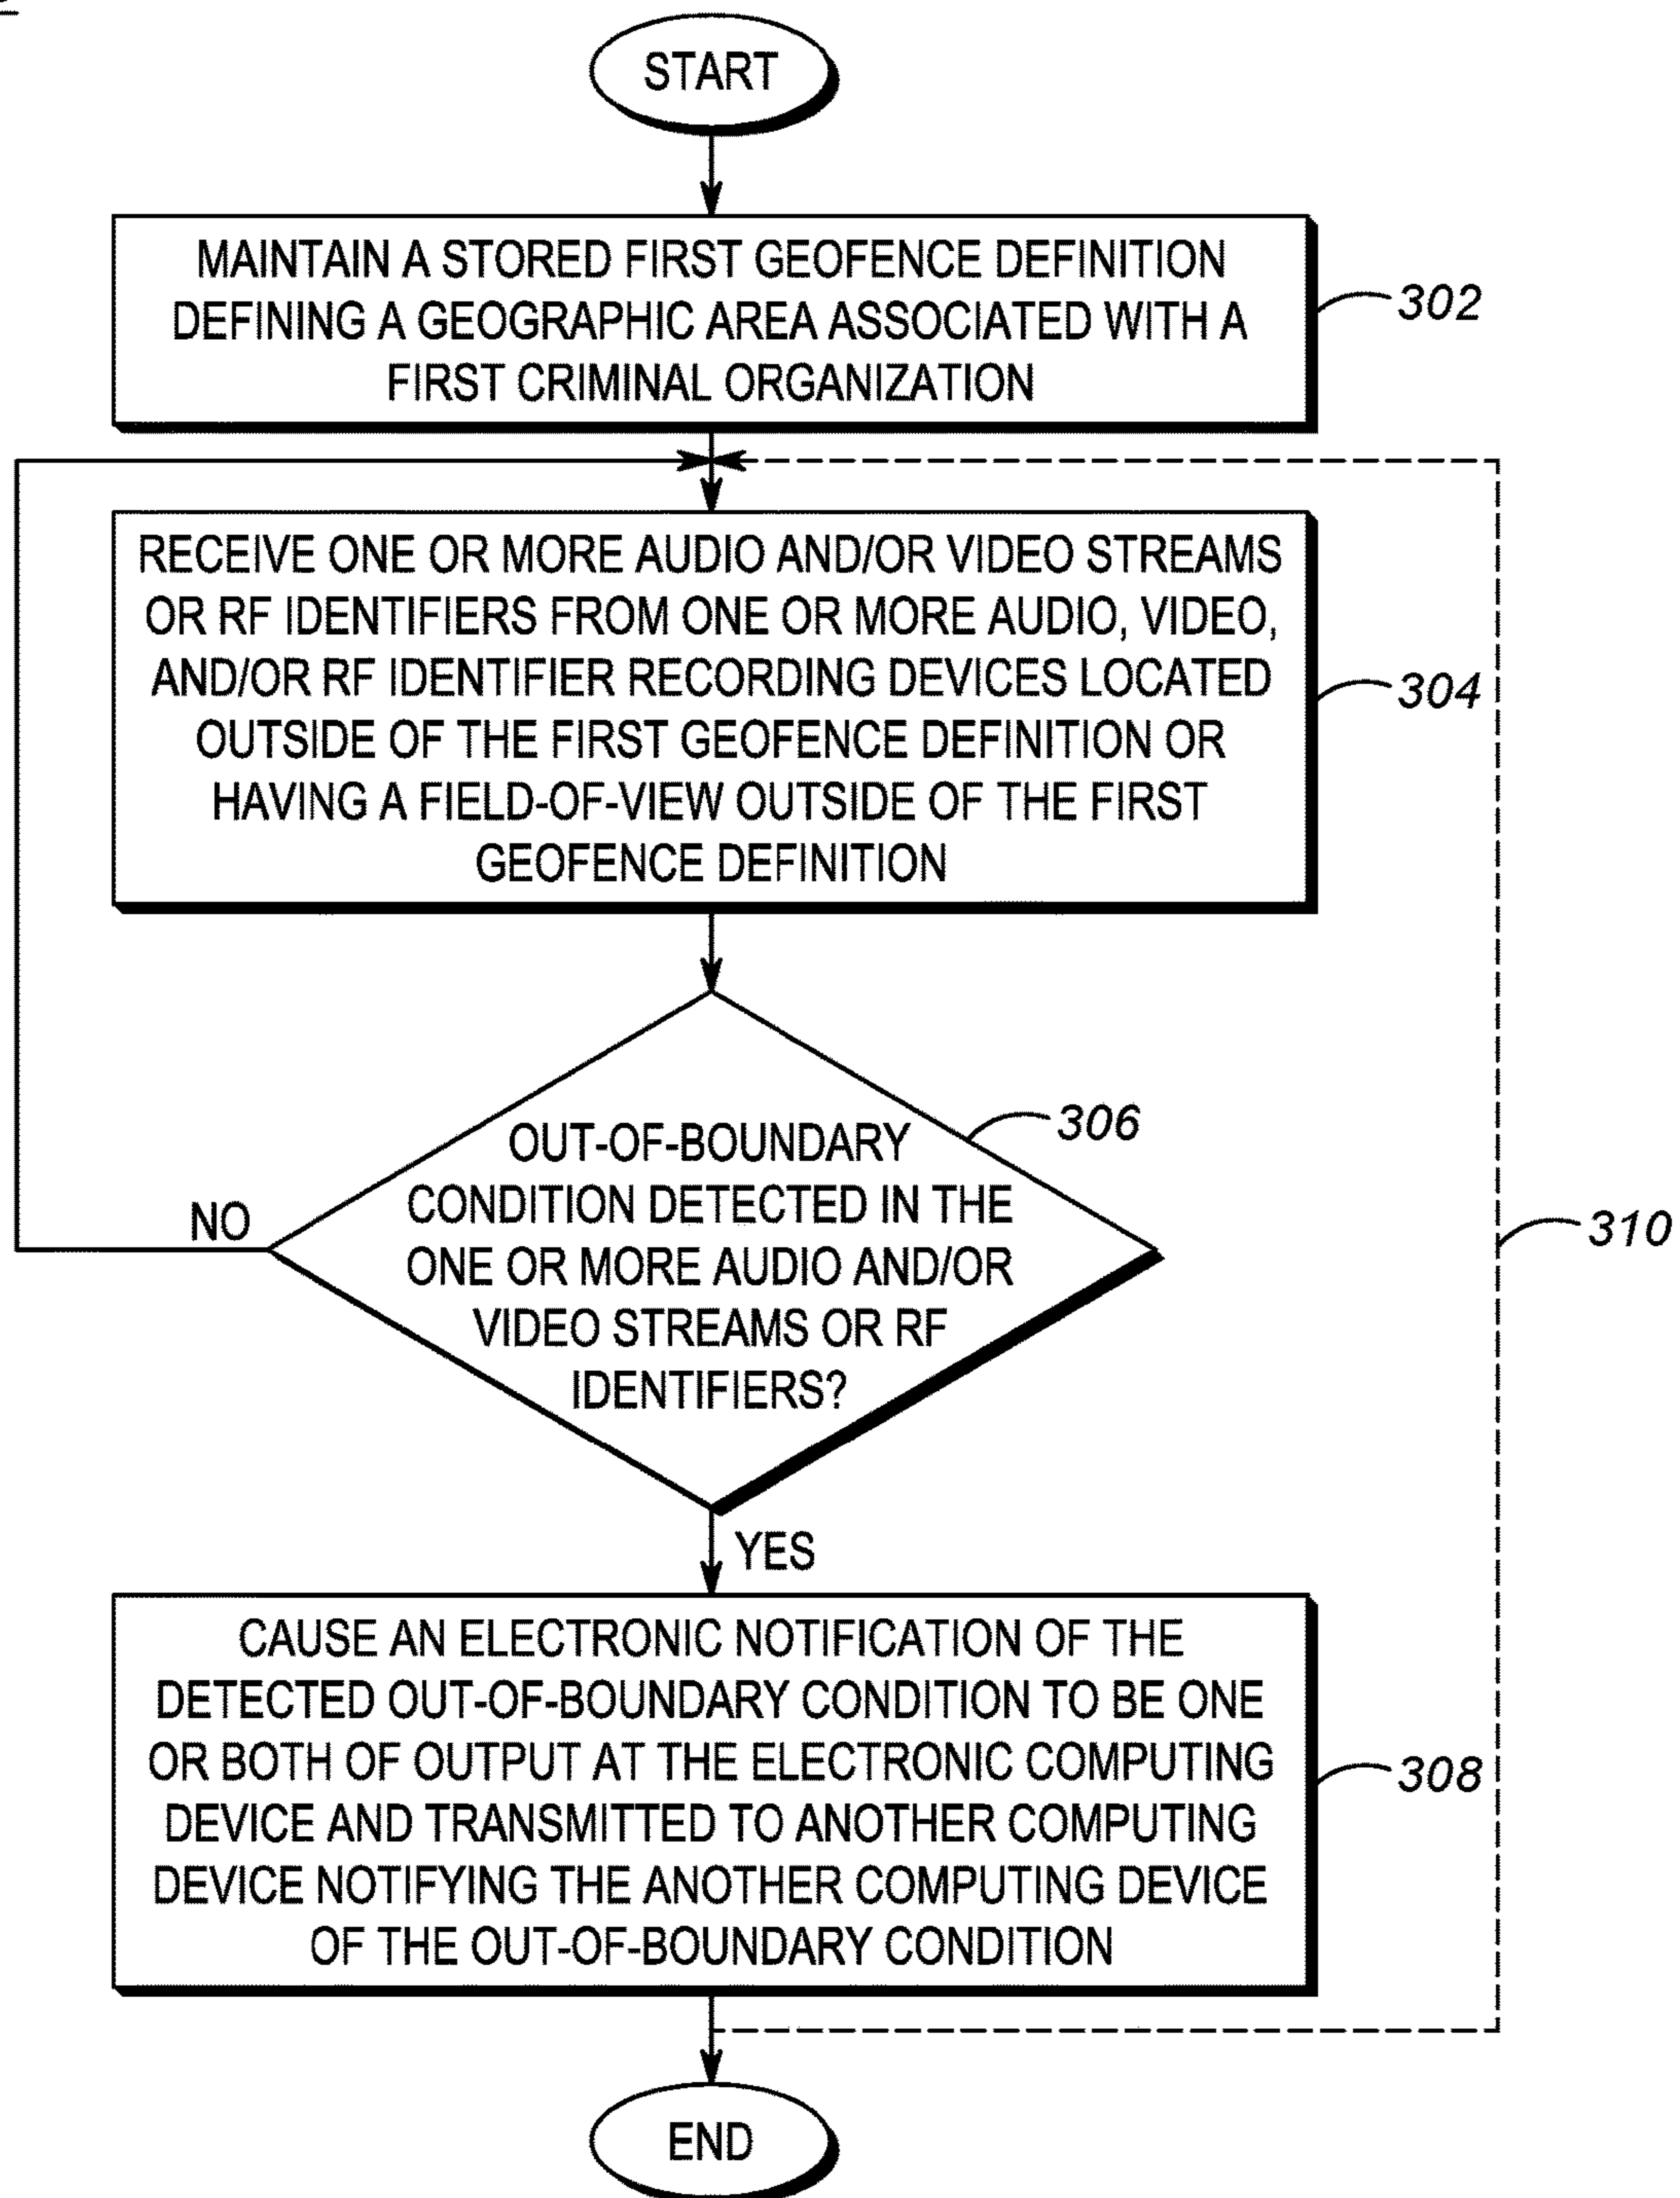 START
MAINTAIN A STORED FIRST GEOFENCE DEFINITION
DEFINING A GEOGRAPHIC AREA ASSOCIATED WITH A
FIRST CRIMINAL ORGANIZATION
302
RECEIVE ONE OR MORE AUDIO AND/OR VIDEO STREAMS
OR RF IDENTIFIERS FROM ONE OR MORE AUDIO, VIDEO,
AND/OR RF IDENTIFIER RECORDING DEVICES LOCATED
OUTSIDE OF THE FIRST GEOFENCE DEFINITION OR
HAVING A FIELD-OF-VIEW OUTSIDE OF THE FIRST
GEOFENCE DEFINITION
304
OUT-OF-BOUNDARY
CONDITION DETECTED IN THE
ONE OR MORE AUDIO AND/OR
VIDEO STREAMS OR RF
IDENTIFIERS?
306
NO
310
YES
CAUSE AN ELECTRONIC NOTIFICATION OF THE
DETECTED OUT-OF-BOUNDARY CONDITION TO BE ONE
OR BOTH OF OUTPUT AT THE ELECTRONIC COMPUTING
DEVICE AND TRANSMITTED TO ANOTHER COMPUTING
DEVICE NOTIFYING THE ANOTHER COMPUTING DEVICE
OF THE OUT-OF-BOUNDARY CONDITION
308
END